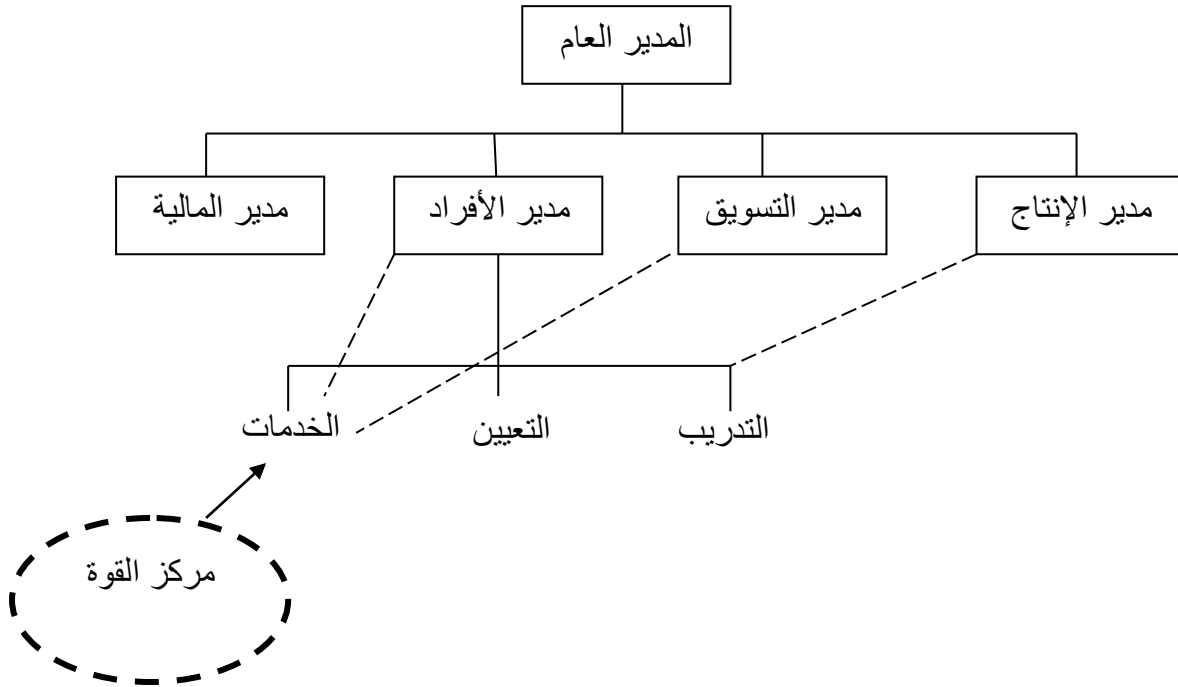 المدير العام
مدير الإنتاج
مدير التسويق
مدير الأفراد
مدير المالية
التدريب
التعيين
الخدمات
مركز القوة